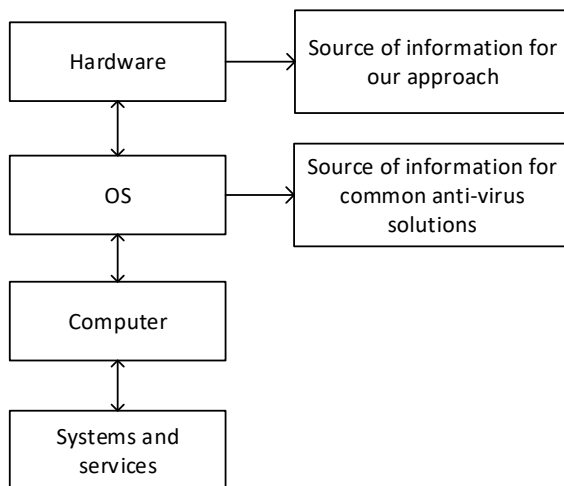 Hardware
Source of information for
our approach
OS
Source of information for
common anti-virus
solutions
Computer
Systems and
services